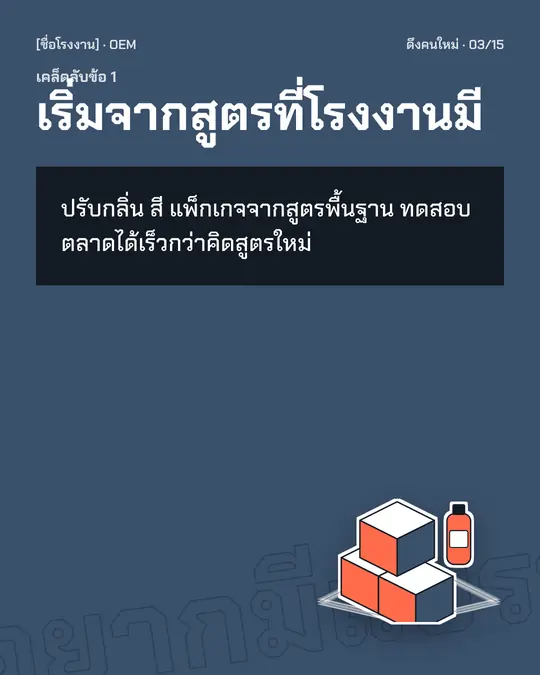 [ชื่อโรงงาน] · OEM
ดึงคนใหม่ · 03/15
เคล็ดลับข้อ 1
เริ่มจากสูตรที่โรงงานมี
ปรับกลิ่น สี แพ็กเกจจากสูตรพื้นฐาน ทดสอบ
ตลาดได้เร็วกว่าคิดสูตรใหม่